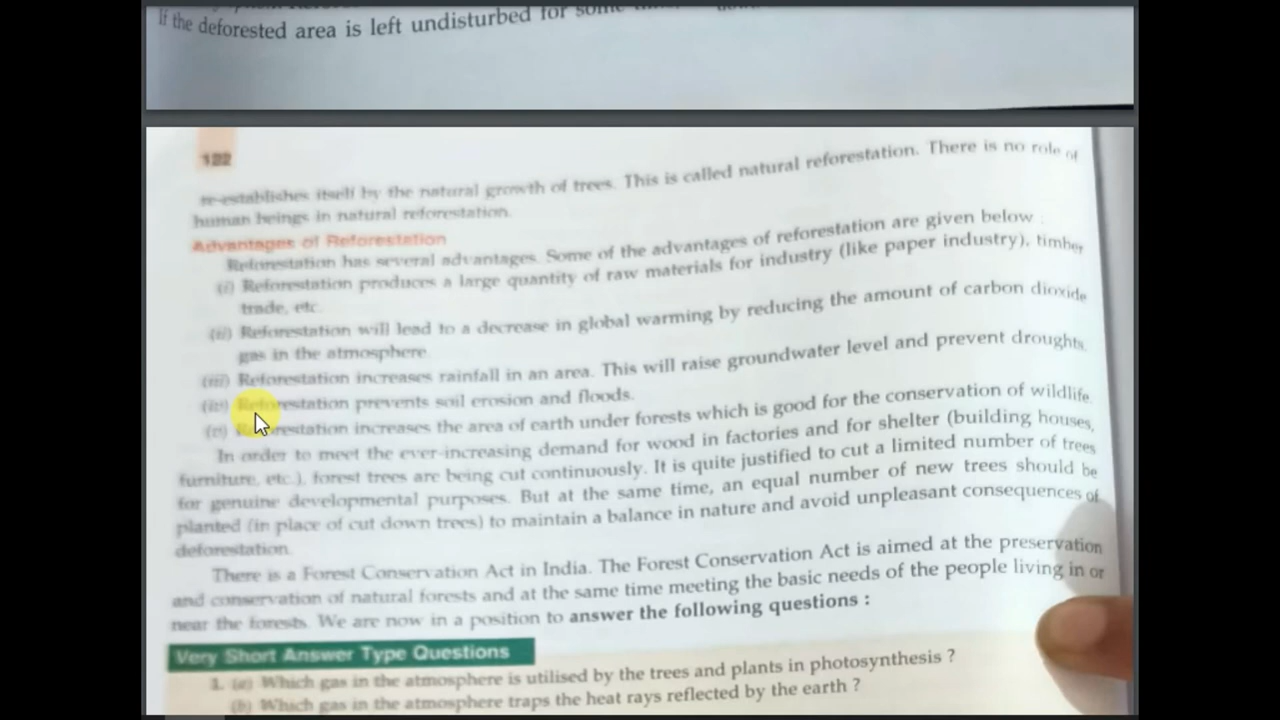 If the deforested area is left undisturbed for some
122
re-establishes itself by the natural growth of trees. This is called natural reforestation. There is no role of
human beings in natural reforestation.
Advantages of Reforestation
Reforestation has several advantages. Some of the advantages of reforestation are given below
(i) Reforestation produces a large quantity of raw materials for industry (like paper industry), timber
trade, etc.
(ii) Reforestation will lead to a decrease in global warming by reducing the amount of carbon dioxide
gas in the atmosphere.
(iii) Reforestation increases rainfall in an area. This will raise groundwater level and prevent droughts.
(iv) Reforestation prevents soil erosion and floods.
(v) Reforestation increases the area of earth under forests which is good for the conservation of wildlife.
In order to meet the ever-increasing demand for wood in factories and for shelter (building houses,
furniture, etc.), forest trees are being cut continuously. It is quite justified to cut a limited number of trees
for genuine developmental purposes. But at the same time, an equal number of new trees should be
planted (in place of cut down trees) to maintain a balance in nature and avoid unpleasant consequences of
deforestation.
There is a Forest Conservation Act in India. The Forest Conservation Act is aimed at the preservation
and conservation of natural forests and at the same time meeting the basic needs of the people living in or
near the forests. We are now in a position to answer the following questions :
Very Short Answer Type Questions
1. (a) Which gas in the atmosphere is utilised by the trees and plants in photosynthesis ?
(b) Which gas in the atmosphere traps the heat rays reflected by the earth ?